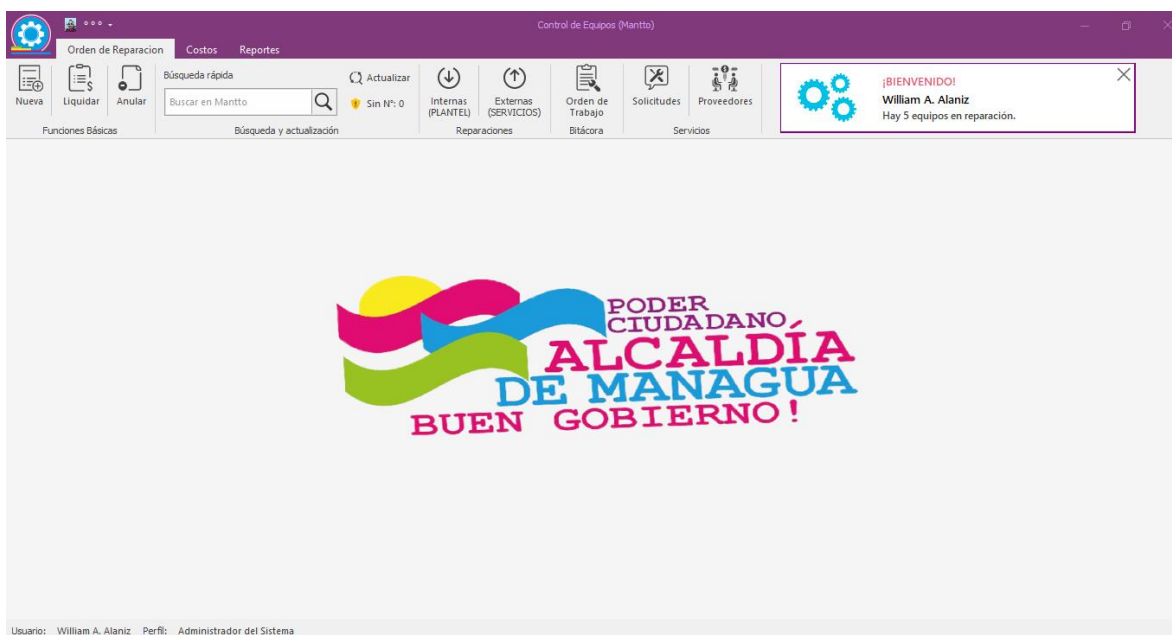 Control de Equipos (Mantto)
Orden de Reparacion Costos Reportes
Nueva
Liquidar
Anular
Funciones Básicas
Búsqueda rápida
Buscar en Mantto
Actualizar
Sin N°: 0
Búsqueda y actualización
Internas
(PLANTEL)
Externas
(SERVICIOS)
Reparaciones
Orden de
Trabajo
Bitácora
Solicitudes
Proveedores
Servicios
¡BIENVENIDO!
William A. Alaniz
Hay 5 equipos en reparación.
PODER
CIUDADANO
ALCALDÍA
DE MANAGUA
BUEN GOBIERNO!
Usuario: William A. Alaniz Perfil: Administrador del Sistema